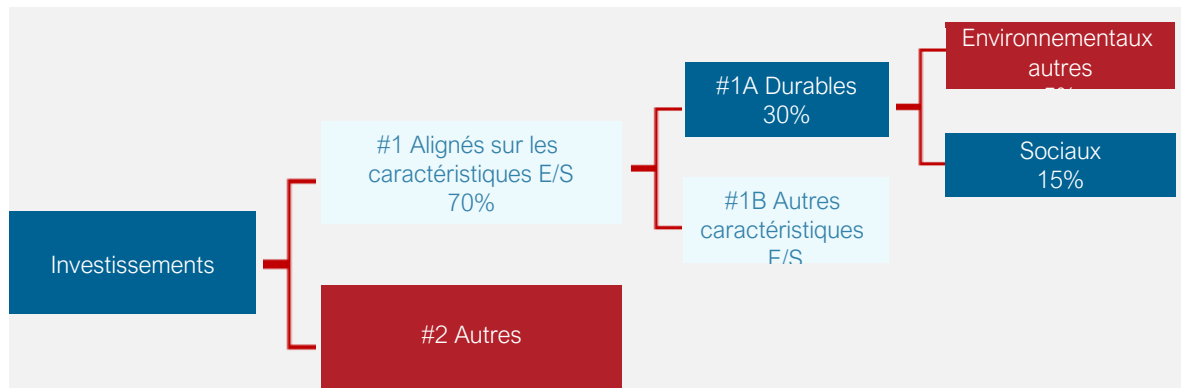 Investissements
#1 Alignés sur les
caractéristiques E/S
70%
#2 Autres
#1A Durables
30%
#1B Autres
caractéristiques
E/S
Environnementaux
autres
Sociaux
15%